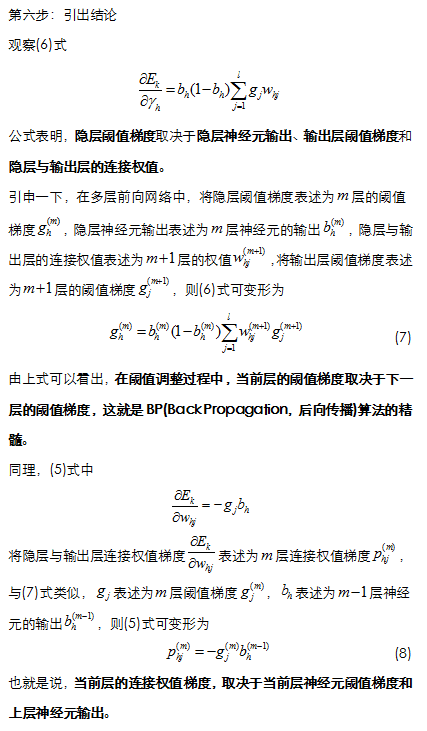 第六步：引出结论
观察(6)式
∂E_k/∂γ_h = b_h(1−b_h)∑_{j=1}^{l} g_j w_{hj}
公式表明，隐层阈值梯度取决于隐层神经元输出、输出层阈值梯度和
隐层与输出层的连接权值。
引申一下，在多层前向网络中，将隐层阈值梯度表述为 m 层的阈值
梯度 g_h^{(m)}，隐层神经元输出表述为 m 层神经元的输出 b_h^{(m)}，隐层与输
出层的连接权值表述为 m+1 层的权值 w_{hj}^{(m+1)}，将输出层阈值梯度表述
为 m+1 层的阈值梯度 g_j^{(m+1)}，则(6)式可变形为
g_h^{(m)} = b_h^{(m)}(1−b_h^{(m)})∑_{j=1}^{l} w_{hj}^{(m+1)} g_j^{(m+1)} (7)
由上式可以看出，在阈值调整过程中，当前层的阈值梯度取决于下一
层的阈值梯度，这就是 BP(Back Propagation，后向传播)算法的精
髓。
同理，(5)式中
∂E_k/∂w_{hj} = −g_j b_h
将隐层与输出层连接权值梯度 ∂E_k/∂w_{hj} 表述为 m 层连接权值梯度 p_{hj}^{(m)}，
与(7)式类似，g_j 表述为 m 层阈值梯度 g_j^{(m)}，b_h 表述为 m−1 层神经
元的输出 b_h^{(m−1)}，则(5)式可变形为
p_{hj}^{(m)} = −g_j^{(m)} b_h^{(m−1)} (8)
也就是说，当前层的连接权值梯度，取决于当前层神经元阈值梯度和
上层神经元输出。